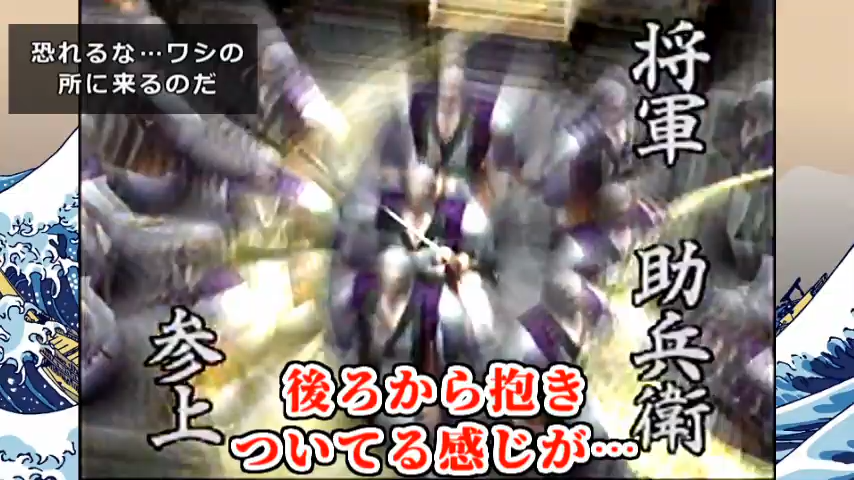 恐れるな…ワシの
所に来るのだ
将軍
助兵衛
参上
後ろから抱き
ついてる感じが…